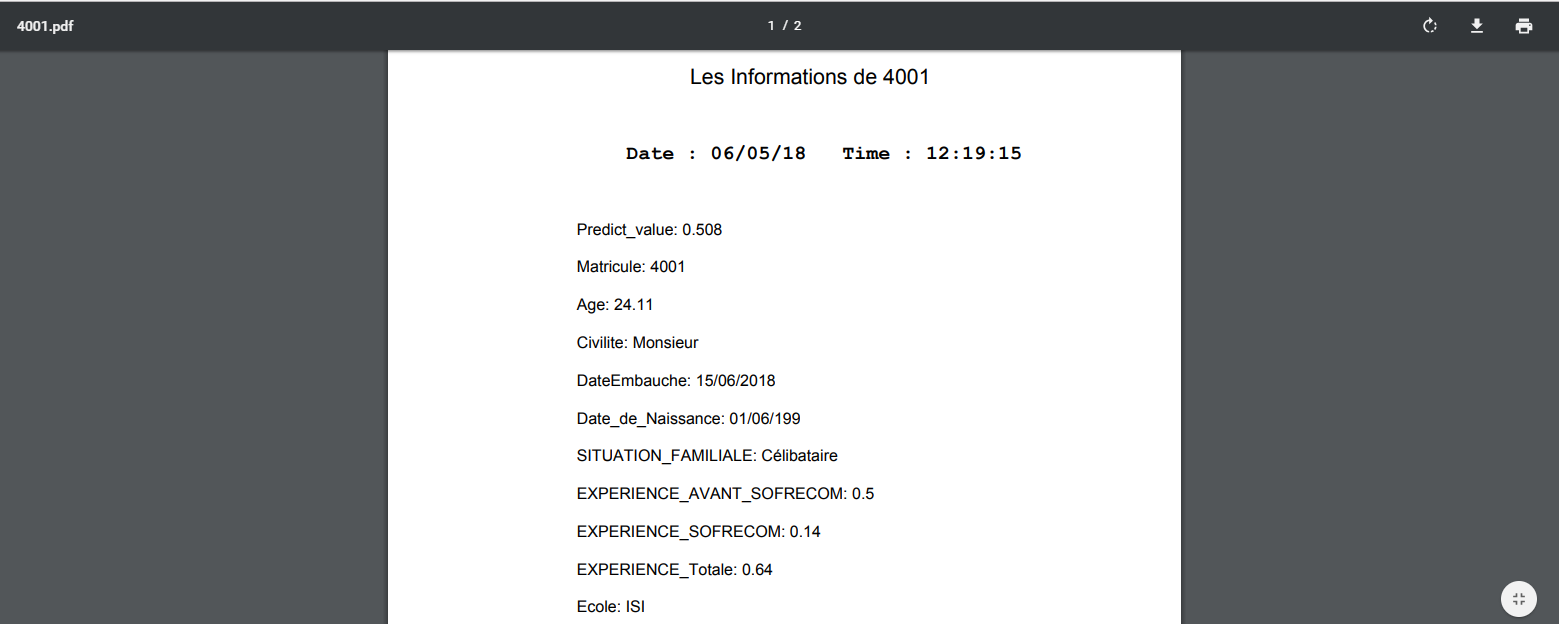 4001.pdf
1 / 2
Les Informations de 4001
Date : 06/05/18 Time : 12:19:15
Predict_value: 0.508
Matricule: 4001
Age: 24.11
Civilite: Monsieur
DateEmbauche: 15/06/2018
Date_de_Naissance: 01/06/199
SITUATION_FAMILIALE: Célibataire
EXPERIENCE_AVANT_SOFRECOM: 0.5
EXPERIENCE_SOFRECOM: 0.14
EXPERIENCE_Totale: 0.64
Ecole: ISI